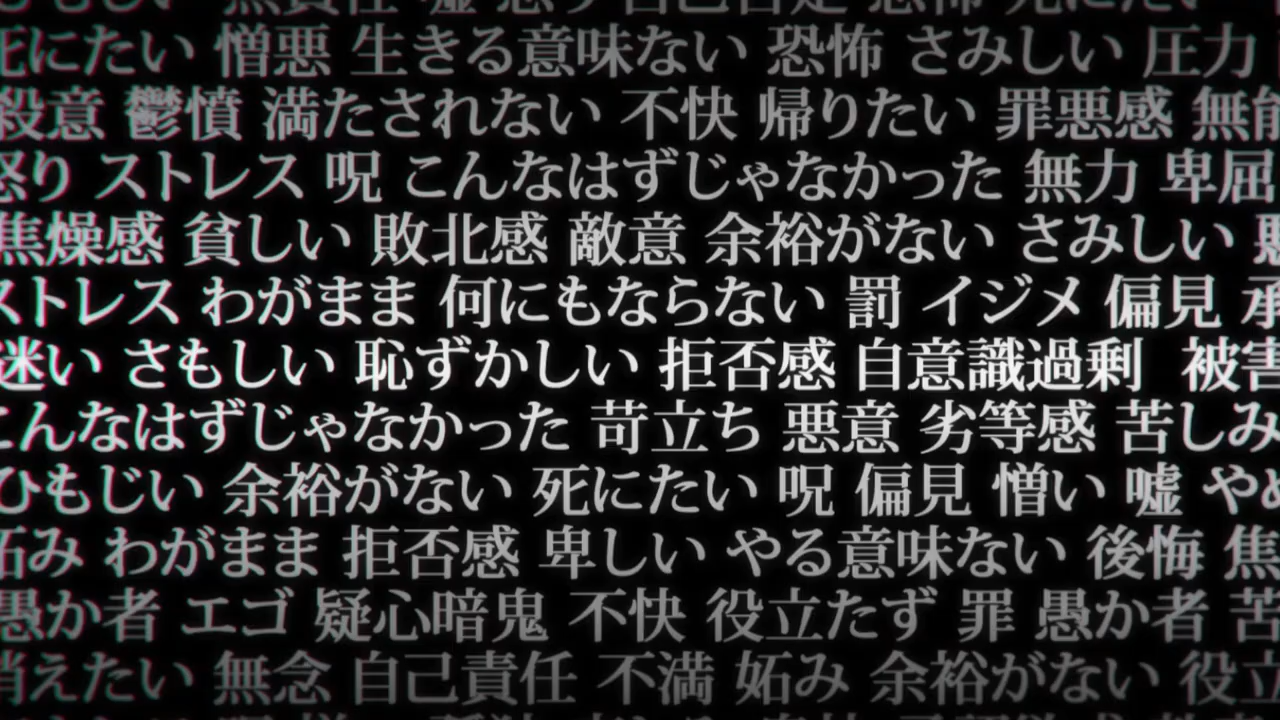 死にたい 憎悪 生きる意味ない 恐怖 さみしい 圧力
殺意 鬱憤 満たされない 不快 帰りたい 罪悪感 無能
怒り ストレス 呪 こんなはずじゃなかった 無力 卑屈
焦燥感 貧しい 敗北感 敵意 余裕がない さみしい
ストレス わがまま 何にもならない 罰 イジメ 偏見 承
迷い さもしい 恥ずかしい 拒否感 自意識過剰 被害
こんなはずじゃなかった 苛立ち 悪意 劣等感 苦しみ
ひもじい 余裕がない 死にたい 呪 偏見 憎い 嘘 やめ
妬み わがまま 拒否感 卑しい やる意味ない 後悔 焦
愚か者 エゴ 疑心暗鬼 不快 役立たず 罪 愚か者 苦
消えたい 無念 自己責任 不満 妬み 余裕がない 役立